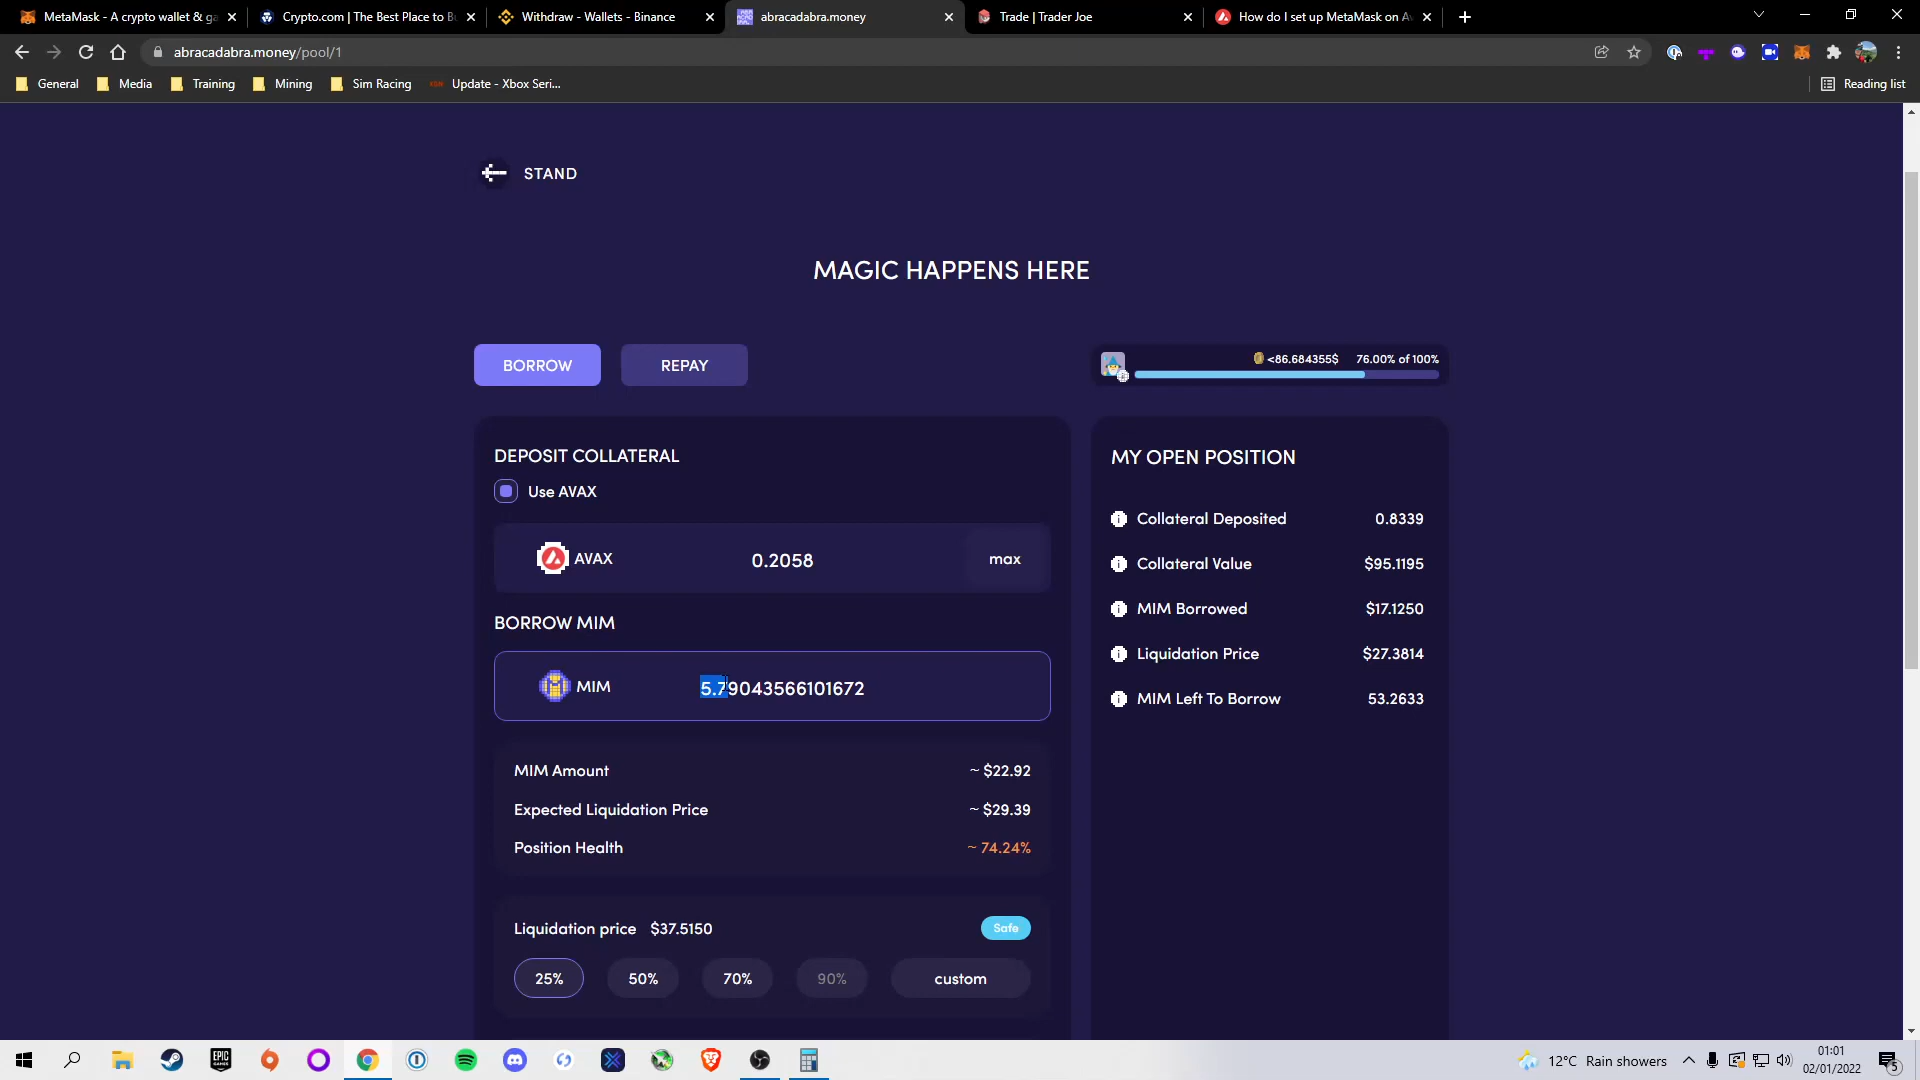 MetaMask - A crypto wallet & ga
Crypto.com | The Best Place to Bu
Withdraw - Wallets - Binance
abracadabra.money
Trade | Trader Joe
How do I set up MetaMask on Av
abracadabra.money/pool/1
General
Media
Training
Mining
Sim Racing
Update - Xbox Seri...
Reading list
STAND
MAGIC HAPPENS HERE
BORROW
REPAY
<86.684355$
76.00% of 100%
DEPOSIT COLLATERAL
Use AVAX
AVAX
0.2058
max
BORROW MIM
MIM
5.79043566101672
MIM Amount
~ $22.92
Expected Liquidation Price
~ $29.39
Position Health
~ 74.24%
Liquidation price $37.5150
Safe
25%
50%
70%
90%
custom
MY OPEN POSITION
Collateral Deposited
0.8339
Collateral Value
$95.1195
MIM Borrowed
$17.1250
Liquidation Price
$27.3814
MIM Left To Borrow
53.2633
EPIC GAMES
12°C Rain showers
01:01
02/01/2022
5